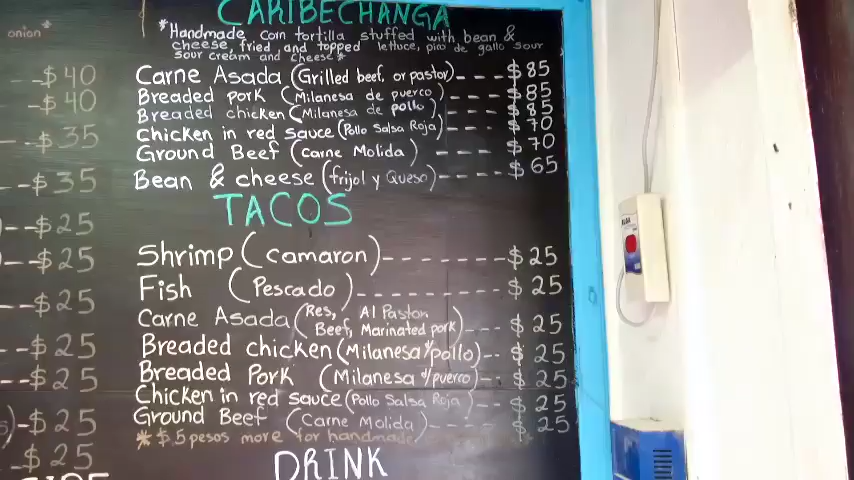 CARIBECHANGA
*Handmade corn tortilla stuffed with bean &
cheese, fried, and topped lettuce, pico de gallo sour
sour cream and cheese*
Carne Asada (Grilled beef, or pastor)---$85
Breaded pork (Milanesa de puerco)---$85
Breaded chicken (Milanesa de pollo)---$85
Chicken in red sauce (Pollo Salsa Roja)---$70
Ground Beef (Carne Molida)---$70
Bean & cheese (frijol y Queso)----$65
TACOS
Shrimp (camaron)-------$25
Fish (Pescado)--------$25
Carne Asada (Res, Al Pastor
Beef, Marinated pork)---$25
Breaded chicken (Milanesa d/pollo)--$25
Breaded Pork (Milanesa d/puerco)--$25
Chicken in red sauce (Pollo Salsa Roja)--$25
Ground Beef (Carne Molida)----$25
*$5 pesos more for handmade
DRINK
onion*
--$40
-$40
--$35
--$35
--$25
--$25
--$25
--$25
--$25
)-$25
-$25